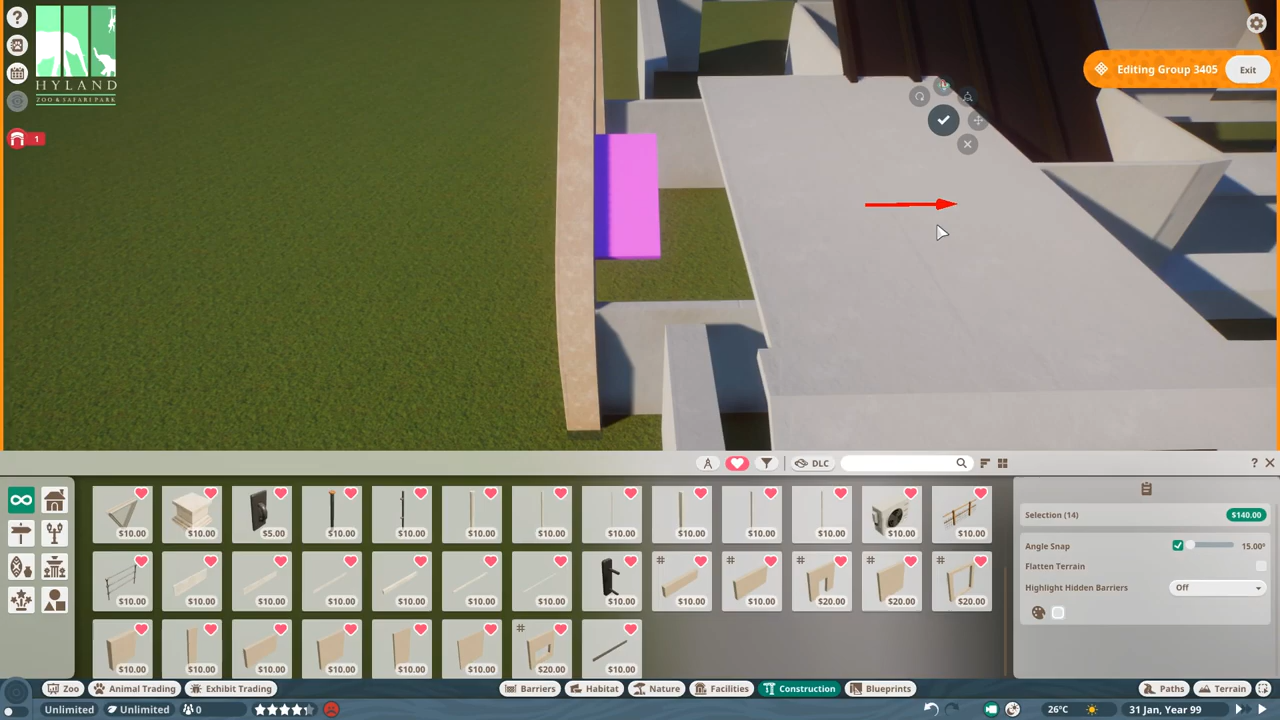 ?
HYLAND
ZOO & SAFARI PARK
1
Editing Group 3405
Exit
DLC
?
$10.00 $10.00 $5.00 $10.00 $10.00 $10.00 $10.00 $10.00 $10.00 $10.00 $10.00 $10.00 $10.00
$10.00 $10.00 $10.00 $10.00 $10.00 $10.00 $10.00 $10.00 $10.00 $10.00 $20.00 $10.00 $20.00
$10.00 $10.00 $10.00 $10.00 $10.00 $10.00 $20.00 $10.00
Selection (14) $140.00
Angle Snap 15.00°
Flatten Terrain
Highlight Hidden Barriers Off
Zoo Animal Trading Exhibit Trading Barriers Habitat Nature Facilities Construction Blueprints Paths Terrain
Unlimited Unlimited 0 26°C 31 Jan, Year 99